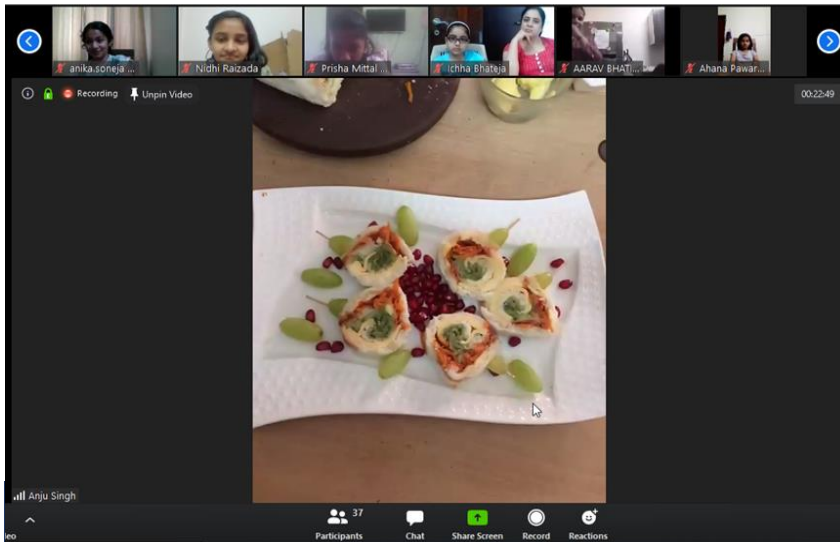 anika.soneja ...
Nidhi Raizada
Prisha Mittal ...
Ichha Bhateja
AARAV BHATI...
Ahana Pawar...
Recording
Unpin Video
00:22:49
Anju Singh
leo
37
Participants
Chat
Share Screen
Record
Reactions